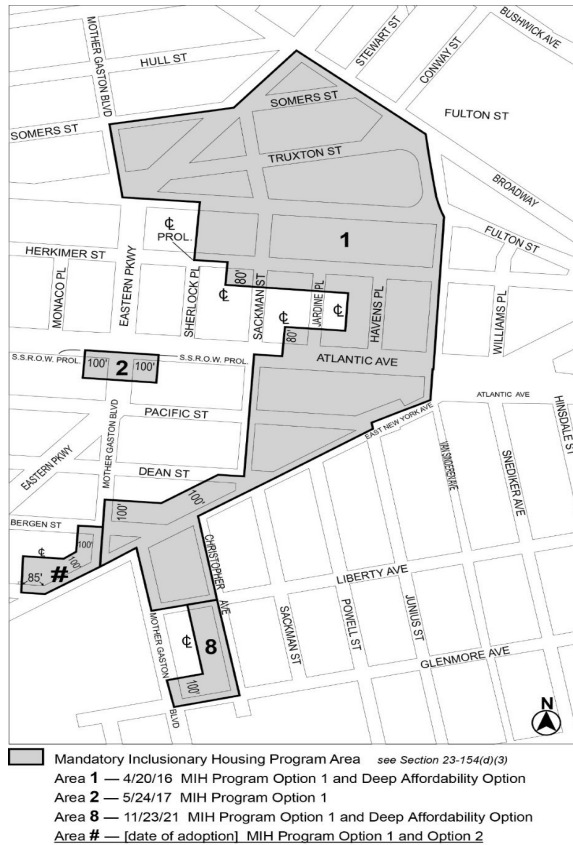 MOTHER GASTON BLVD
HULL ST
STEWART ST
CONWAY ST
BUSHWICK AVE
SOMERS ST
SOMERS ST
FULTON ST
TRUXTON ST
BROADWAY
℄
PROL.
1
FULTON ST
HERKIMER ST
MONACO PL
EASTERN PKWY
SHERLOCK PL
SACKMAN ST
80'
℄
℄
JARDINE PL
℄
HAVENS PL
WILLIAMS PL
80'
S.S.R.O.W. PROL.
100'
2
100'
S.S.R.O.W. PROL.
ATLANTIC AVE
PACIFIC ST
MOTHER GASTON BLVD
ATLANTIC AVE
EAST NEW YORK AVE
HINSDALE ST
EASTERN PKWY
DEAN ST
VAN SINDEREN AVE
SNEDIKER AVE
100'
100'
BERGEN ST
℄
100'
100'
85'
#
CHRISTOPHER AVE
LIBERTY AVE
SACKMAN ST
POWELL ST
JUNIUS ST
MOTHER GASTON BLVD
℄
8
100'
GLENMORE AVE
N
Mandatory Inclusionary Housing Program Area see Section 23-154(d)(3)
Area 1 — 4/20/16 MIH Program Option 1 and Deep Affordability Option
Area 2 — 5/24/17 MIH Program Option 1
Area 8 — 11/23/21 MIH Program Option 1 and Deep Affordability Option
Area # — [date of adoption] MIH Program Option 1 and Option 2